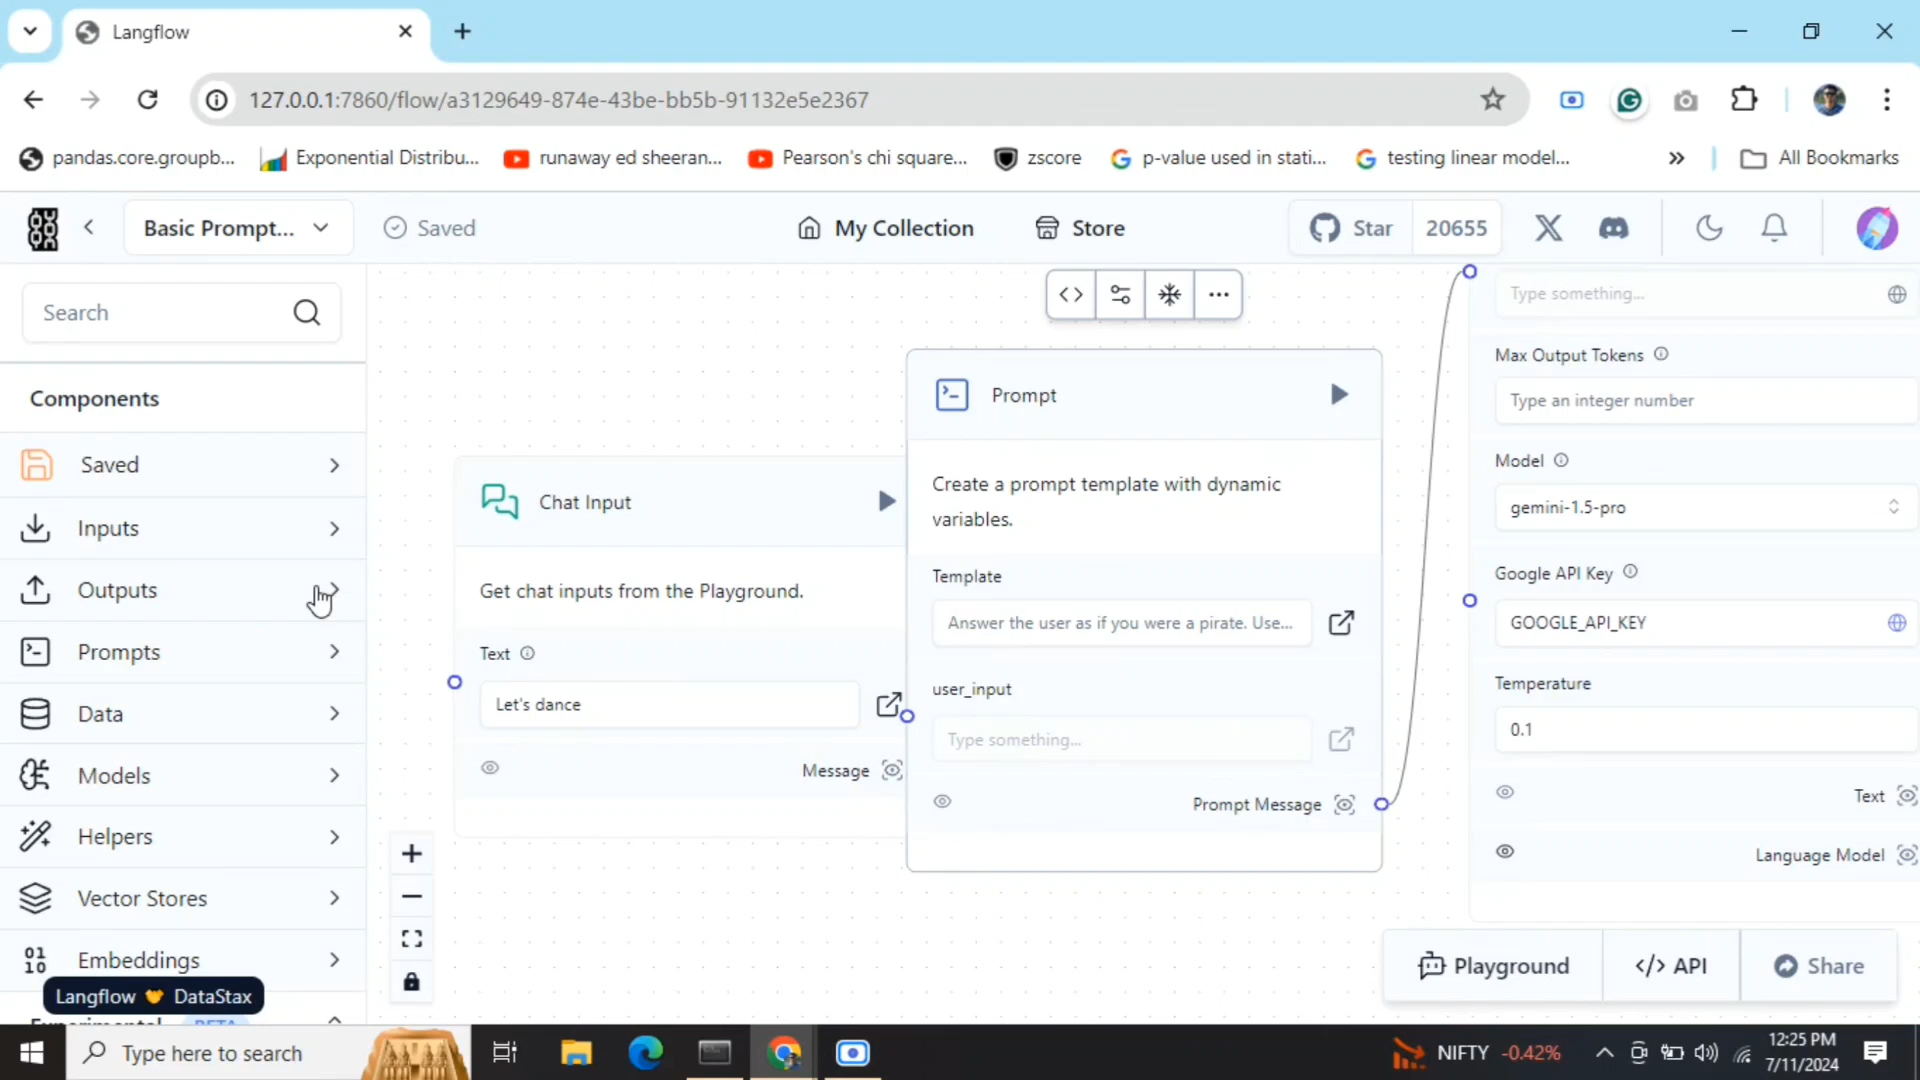 Langflow
127.0.0.1:7860/flow/a3129649-874e-43be-bb5b-91132e5e2367
pandas.core.groupb...
Exponential Distribu...
runaway ed sheeran...
Pearson's chi square...
zscore
p-value used in stati...
testing linear model...
All Bookmarks
Basic Prompt...
Saved
My Collection
Store
Star
20655
Search
Components
Saved
Inputs
Outputs
Prompts
Data
Models
Helpers
Vector Stores
Embeddings
Langflow DataStax
Experimental BETA
Chat Input
Get chat inputs from the Playground.
Text
Let's dance
Message
Prompt
Create a prompt template with dynamic
variables.
Template
Answer the user as if you were a pirate. Use...
user_input
Type something...
Prompt Message
Type something...
Max Output Tokens
Type an integer number
Model
gemini-1.5-pro
Google API Key
GOOGLE_API_KEY
Temperature
0.1
Text
Language Model
Playground
</> API
Share
Type here to search
NIFTY -0.42%
12:25 PM
7/11/2024